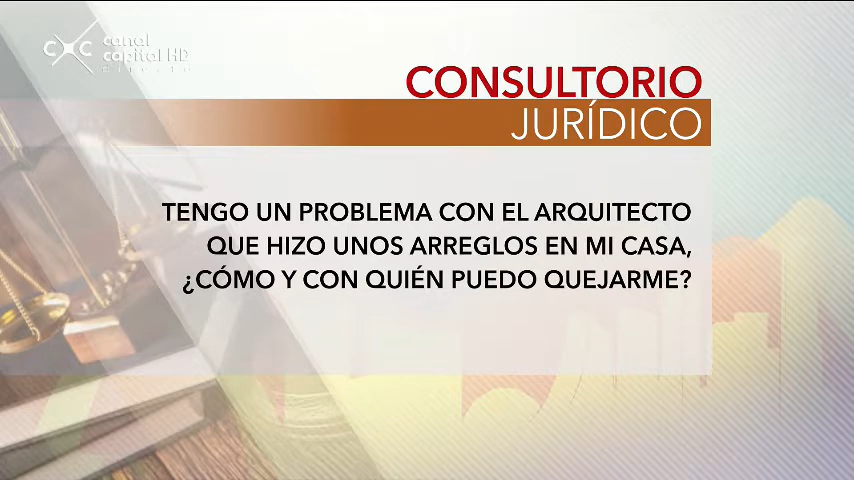 canal
capital HD
Directo
CONSULTORIO
JURÍDICO
TENGO UN PROBLEMA CON EL ARQUITECTO
QUE HIZO UNOS ARREGLOS EN MI CASA,
¿CÓMO Y CON QUIÉN PUEDO QUEJARME?